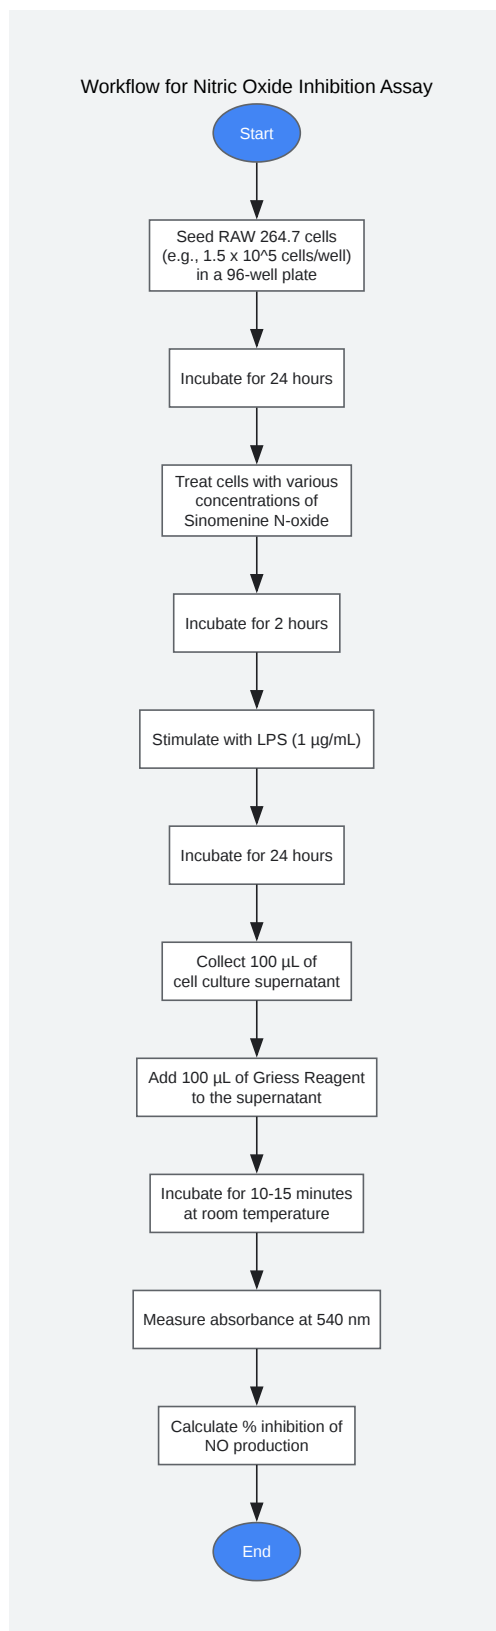 Workflow for Nitric Oxide Inhibition Assay
Start
Seed RAW 264.7 cells
(e.g., 1.5 x 10^5 cells/well)
in a 96-well plate
Incubate for 24 hours
Treat cells with various
concentrations of
Sinomenine N-oxide
Incubate for 2 hours
Stimulate with LPS (1 µg/mL)
Incubate for 24 hours
Collect 100 µL of
cell culture supernatant
Add 100 µL of Griess Reagent
to the supernatant
Incubate for 10-15 minutes
at room temperature
Measure absorbance at 540 nm
Calculate % inhibition of
NO production
End